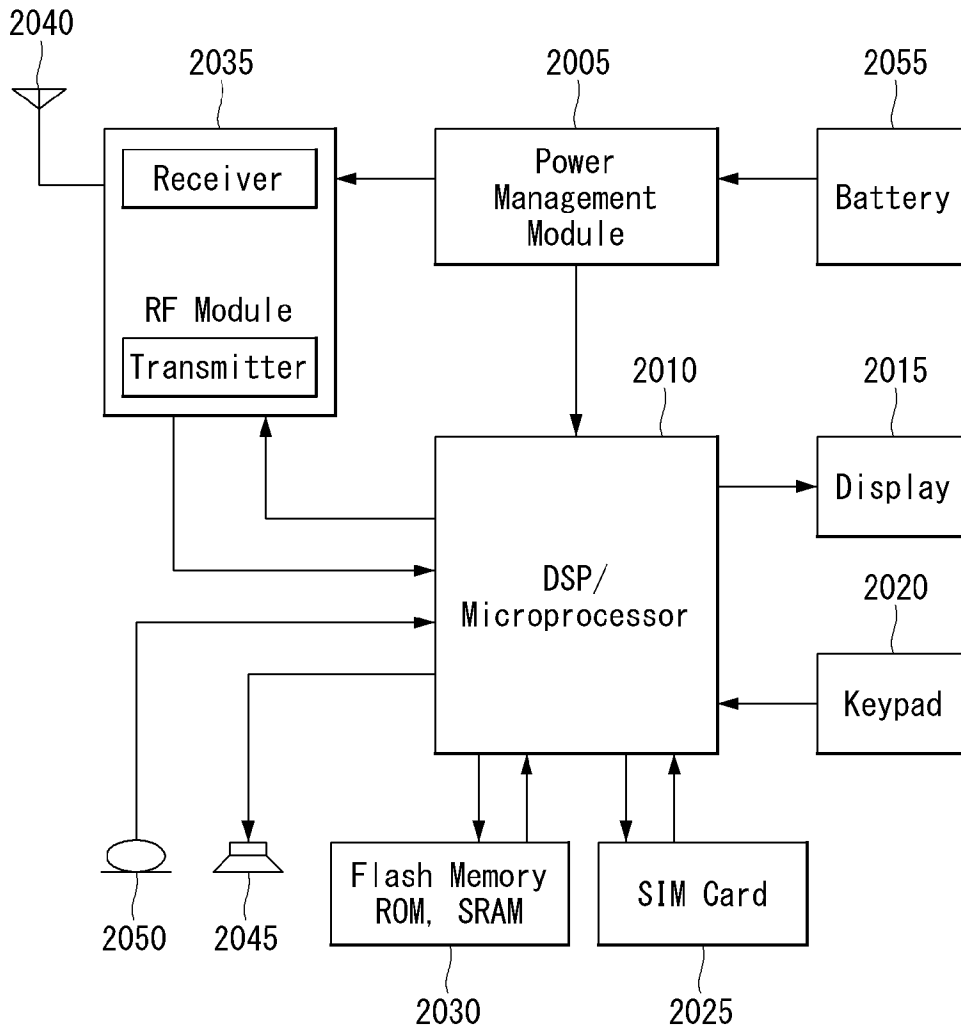 2040
2035
2005
2055
Receiver
RF Module
Transmitter
Power
Management
Module
Battery
2010
2015
DSP/
Microprocessor
Display
2020
Keypad
2050
2045
Flash Memory
ROM, SRAM
SIM Card
2030
2025